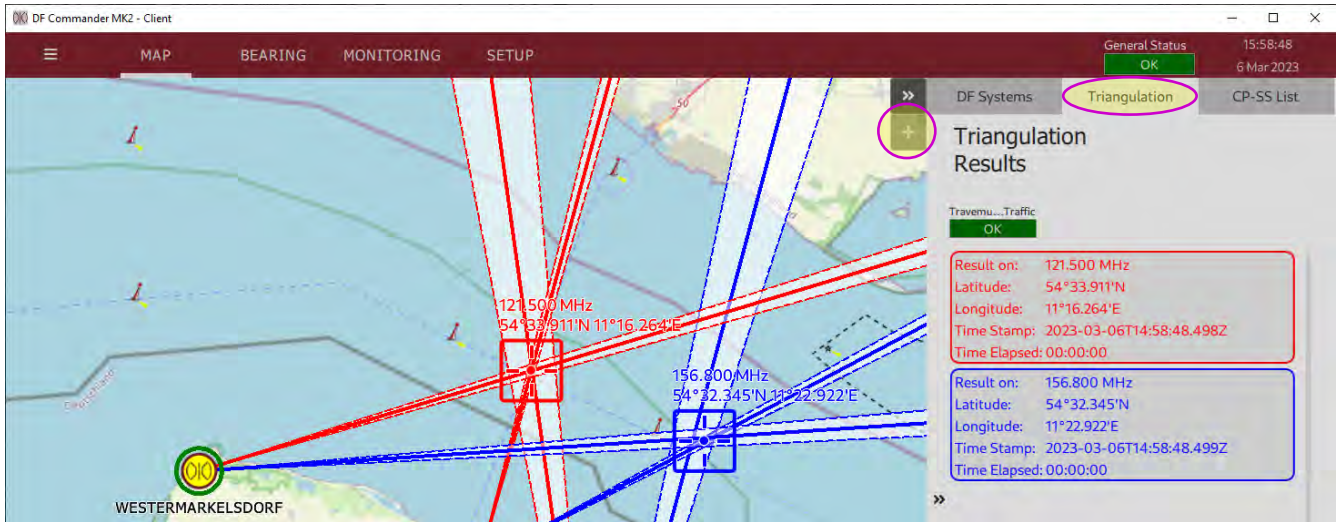 DF Commander MK2 - Client
MAP BEARING MONITORING SETUP
General Status
OK
15:58:48
6 Mar 2023
DF Systems Triangulation CP-SS List
Triangulation
Results
Travemu...Traffic
OK
Result on: 121.500 MHz
Latitude: 54°33.911'N
Longitude: 11°16.264'E
Time Stamp: 2023-03-06T14:58:48.498Z
Time Elapsed: 00:00:00
Result on: 156.800 MHz
Latitude: 54°32.345'N
Longitude: 11°22.922'E
Time Stamp: 2023-03-06T14:58:48.499Z
Time Elapsed: 00:00:00
50
121.500 MHz
54°33.911'N 11°16.264'E
156.800 MHz
54°32.345'N 11°22.922'E
Deutschland
WESTERMARKELSDORF